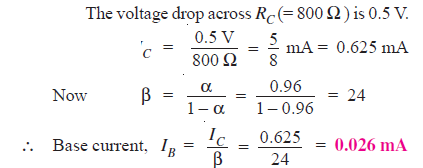 The voltage drop across R_C (= 800 Ω) is 0.5 V.
'C = 0.5 V / 800 Ω = 5/8 mA = 0.625 mA
Now β = α / 1 – α = 0.96 / 1 – 0.96 = 24
∴ Base current, I_B = I_C / β = 0.625 / 24 = 0.026 mA